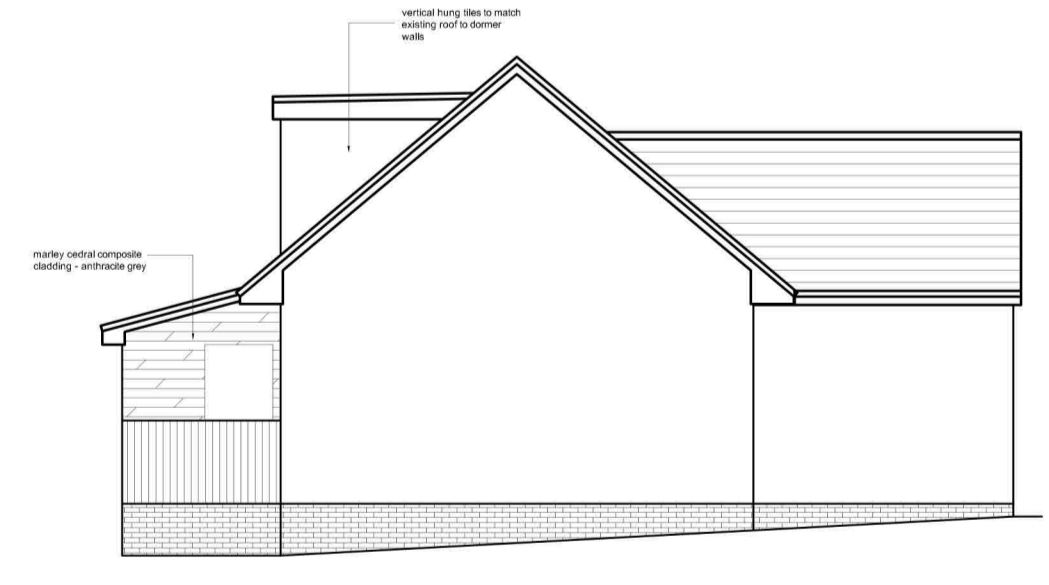 vertical hung tiles to match
existing roof to dormer
walls
marley cedral composite
cladding - anthracite grey